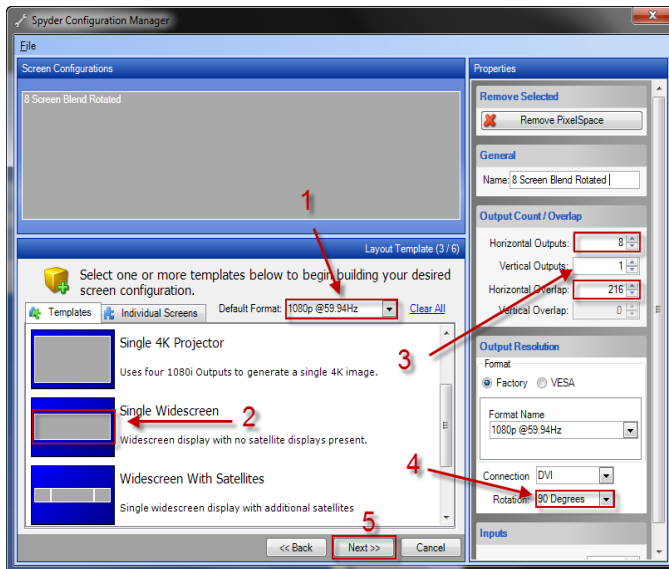 Spyder Configuration Manager
File
Screen Configurations
8 Screen Blend Rotated
1
Layout Template (3 / 6)
Select one or more templates below to begin building your desired
screen configuration.
Templates
Individual Screens
Default Format:
1080p @59.94Hz
Clear All
Single 4K Projector
Uses four 1080i Outputs to generate a single 4K image.
Single Widescreen
2
Widescreen display with no satellite displays present.
Widescreen With Satellites
Single widescreen display with additional satellites
5
<< Back
Next >>
Cancel
Properties
Remove Selected
Remove PixelSpace
General
Name: 8 Screen Blend Rotated
Output Count / Overlap
Horizontal Outputs: 8
Vertical Outputs: 1
Horizontal Overlap: 216
3
Vertical Overlap: 0
Output Resolution
Format
Factory
VESA
Format Name
1080p @59.94Hz
4
Connection DVI
Rotation: 90 Degrees
Inputs